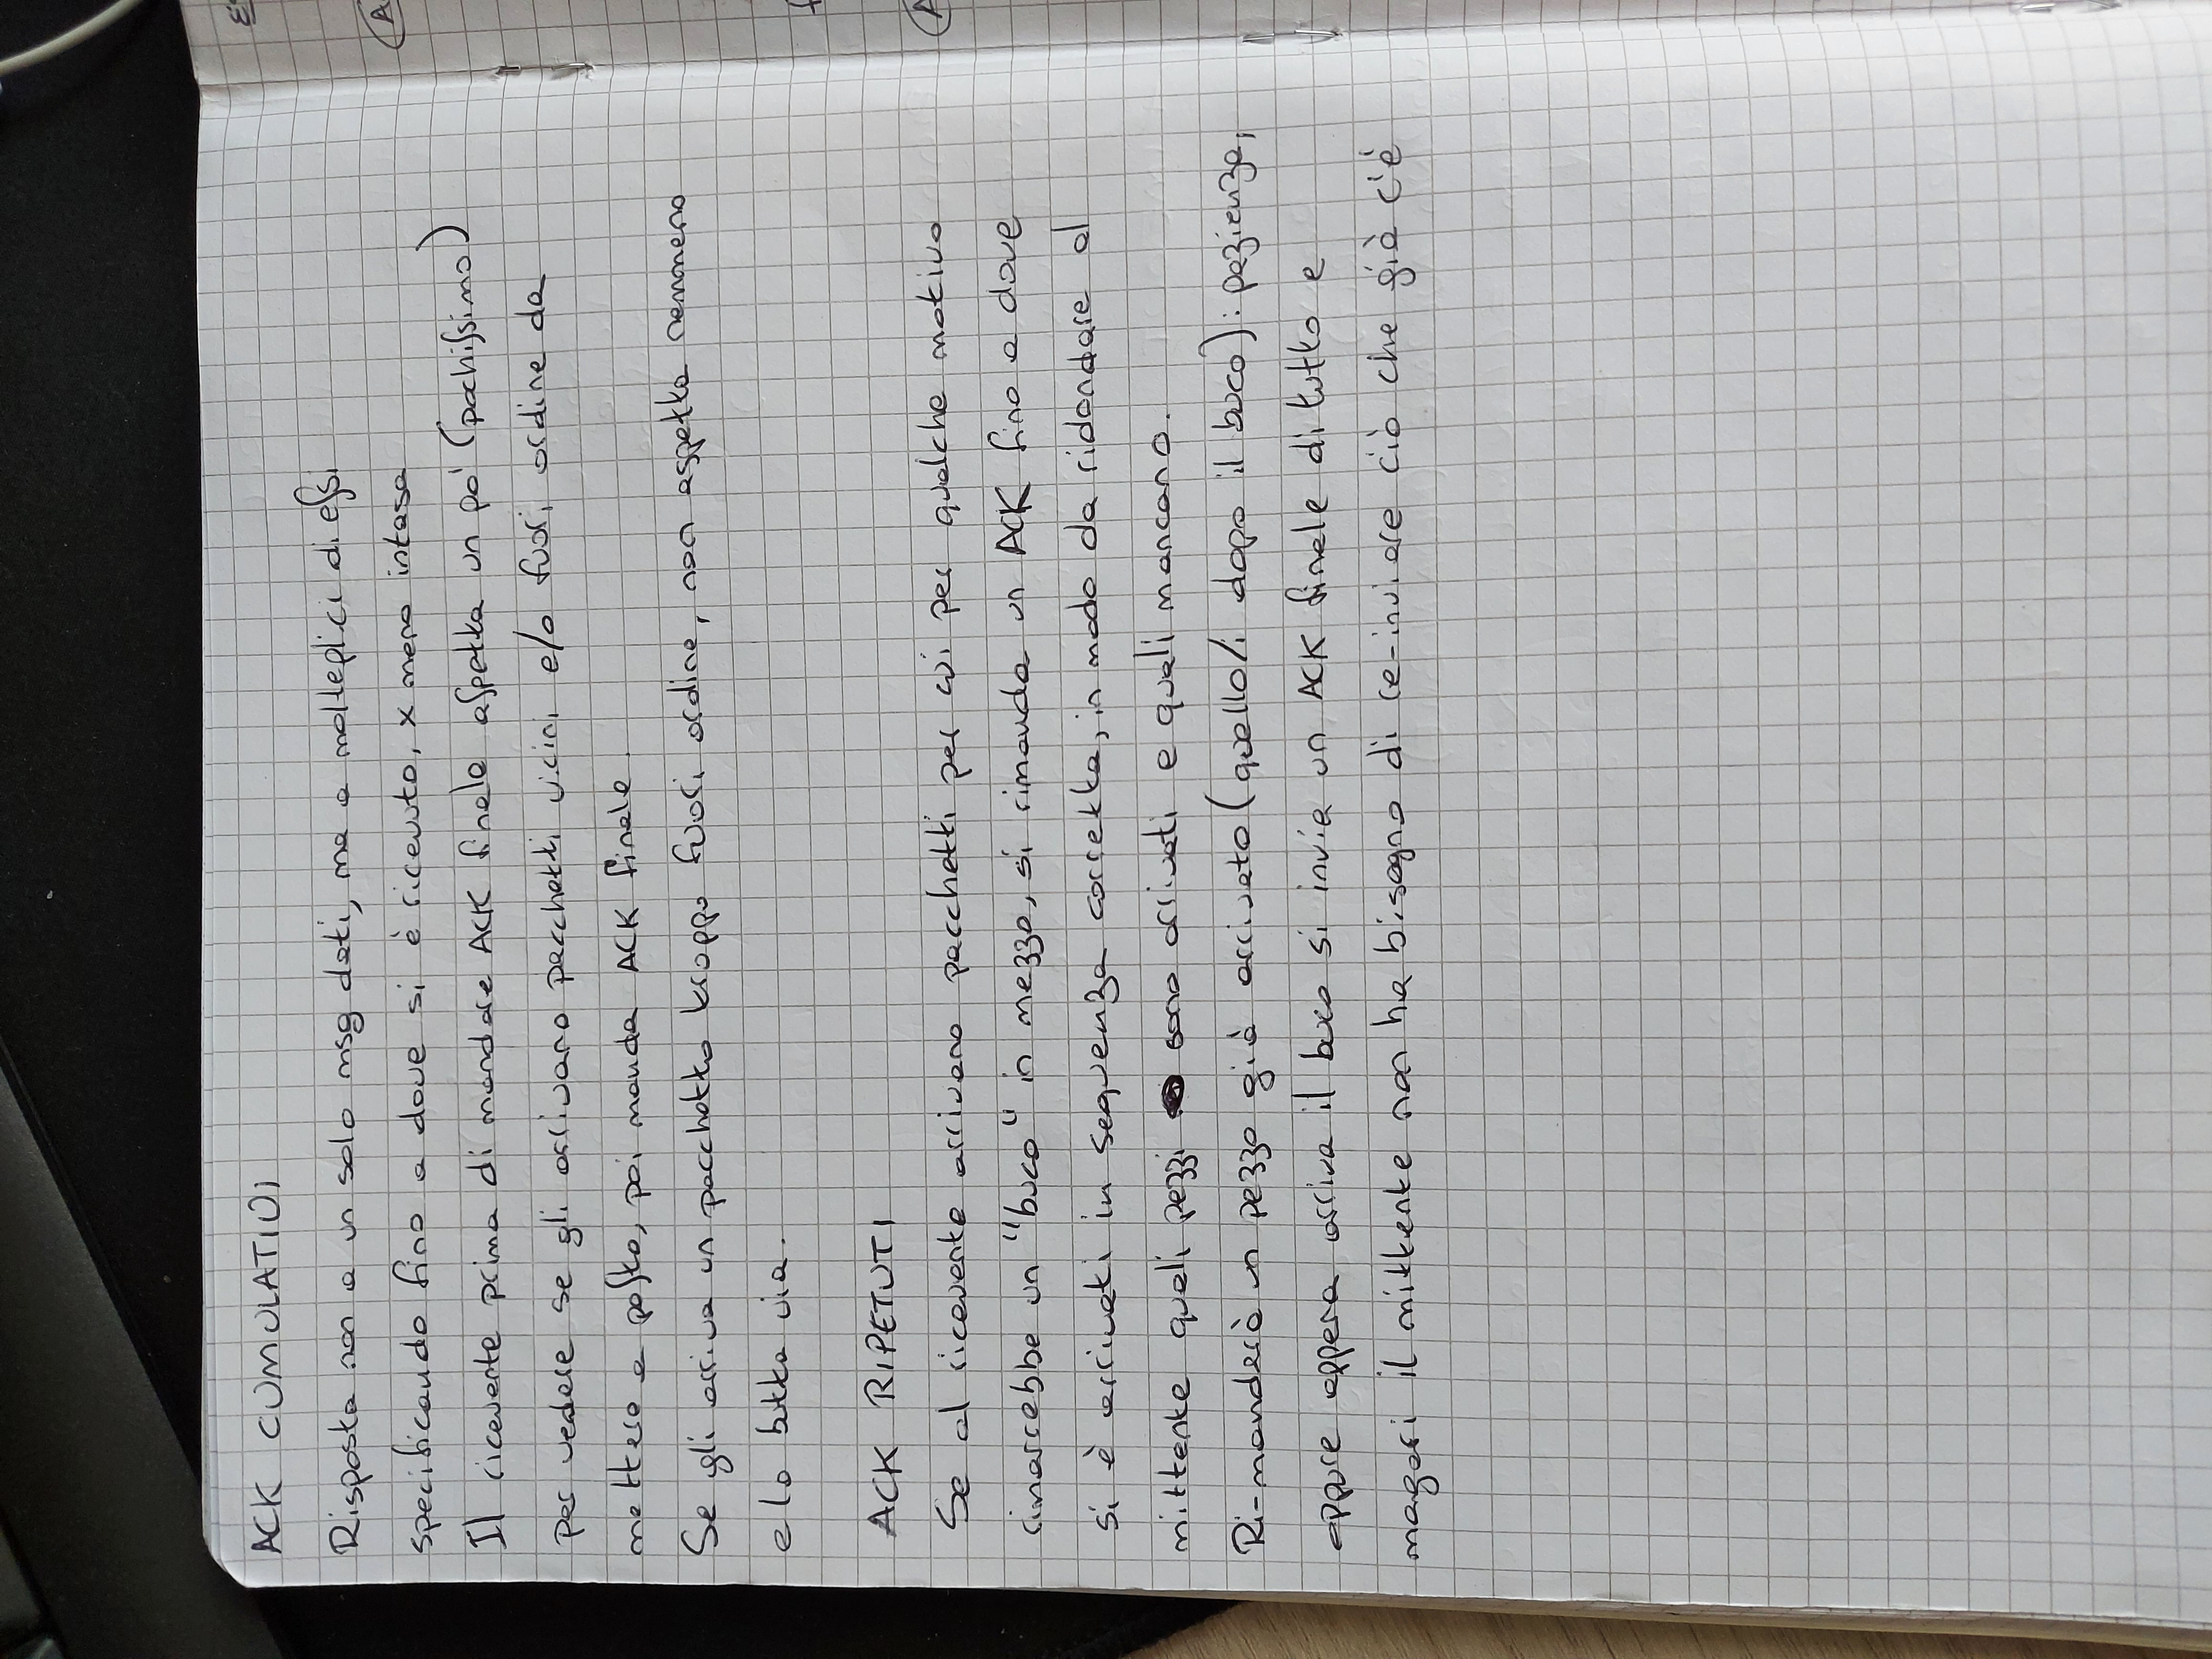 ACK CUMULATIVI
Risposta non a un solo msg dati, ma a molteplici di essi
specificando fino a dove si è ricevuto, x meno intasa
Il ricevente prima di mandare ACK finale aspetta un po' (pochissimo)
per vedere se gli arrivano pacchetti vicini e/o fuori ordine da
mettere a posto, poi manda ACK finale.
Se gli arriva un pacchetto troppo fuori ordine, non aspetta nemmeno
e lo butta via.
ACK RIPETUTI
Se al ricevente arrivano pacchetti per cui per qualche motivo
rimarrebbe un "buco" in mezzo, si rimanda un ACK fino a dove
si è arrivati in sequenza corretta, in modo da ridondare al
mittente quali pezzi sono arrivati e quali mancano.
Ri-manderà un pezzo già arrivato (quello/i dopo il buco): pazienza,
oppure appena arriva il buco si invia un ACK finale di tutto e
magari il mittente non ha bisogno di re-inviare ciò che già c'è
A
A